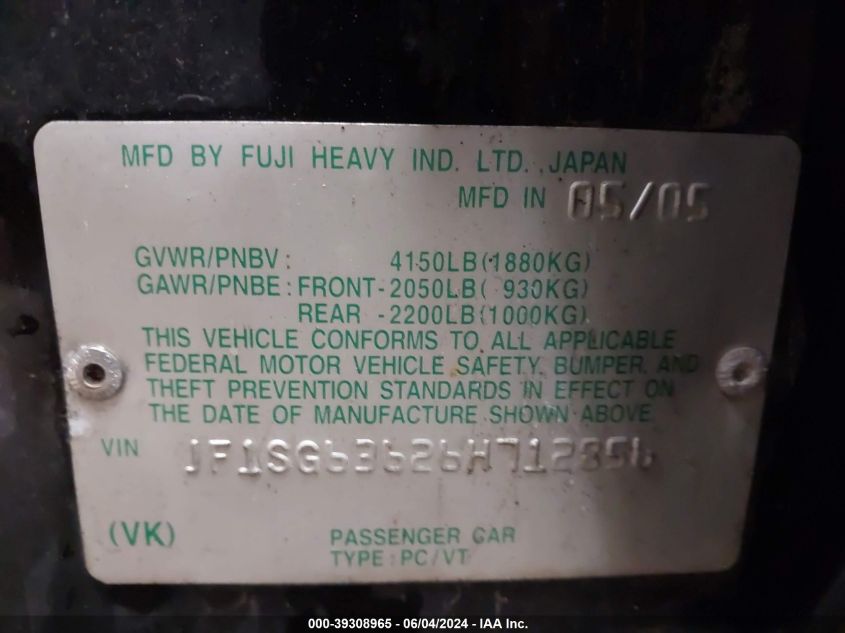 MFD BY FUJI HEAVY IND. LTD., JAPAN
MFD IN 05/05
GVWR/PNBV: 4150LB(1880KG)
GAWR/PNBE: FRONT-2050LB( 930KG)
REAR -2200LB(1000KG)
THIS VEHICLE CONFORMS TO ALL APPLICABLE
FEDERAL MOTOR VEHICLE SAFETY, BUMPER, AND
THEFT PREVENTION STANDARDS IN EFFECT ON
THE DATE OF MANUFACTURE SHOWN ABOVE.
VIN JF1SG63626H712856
(VK) PASSENGER CAR
TYPE: PC/VT
000-39308965 - 06/04/2024 - IAA Inc.